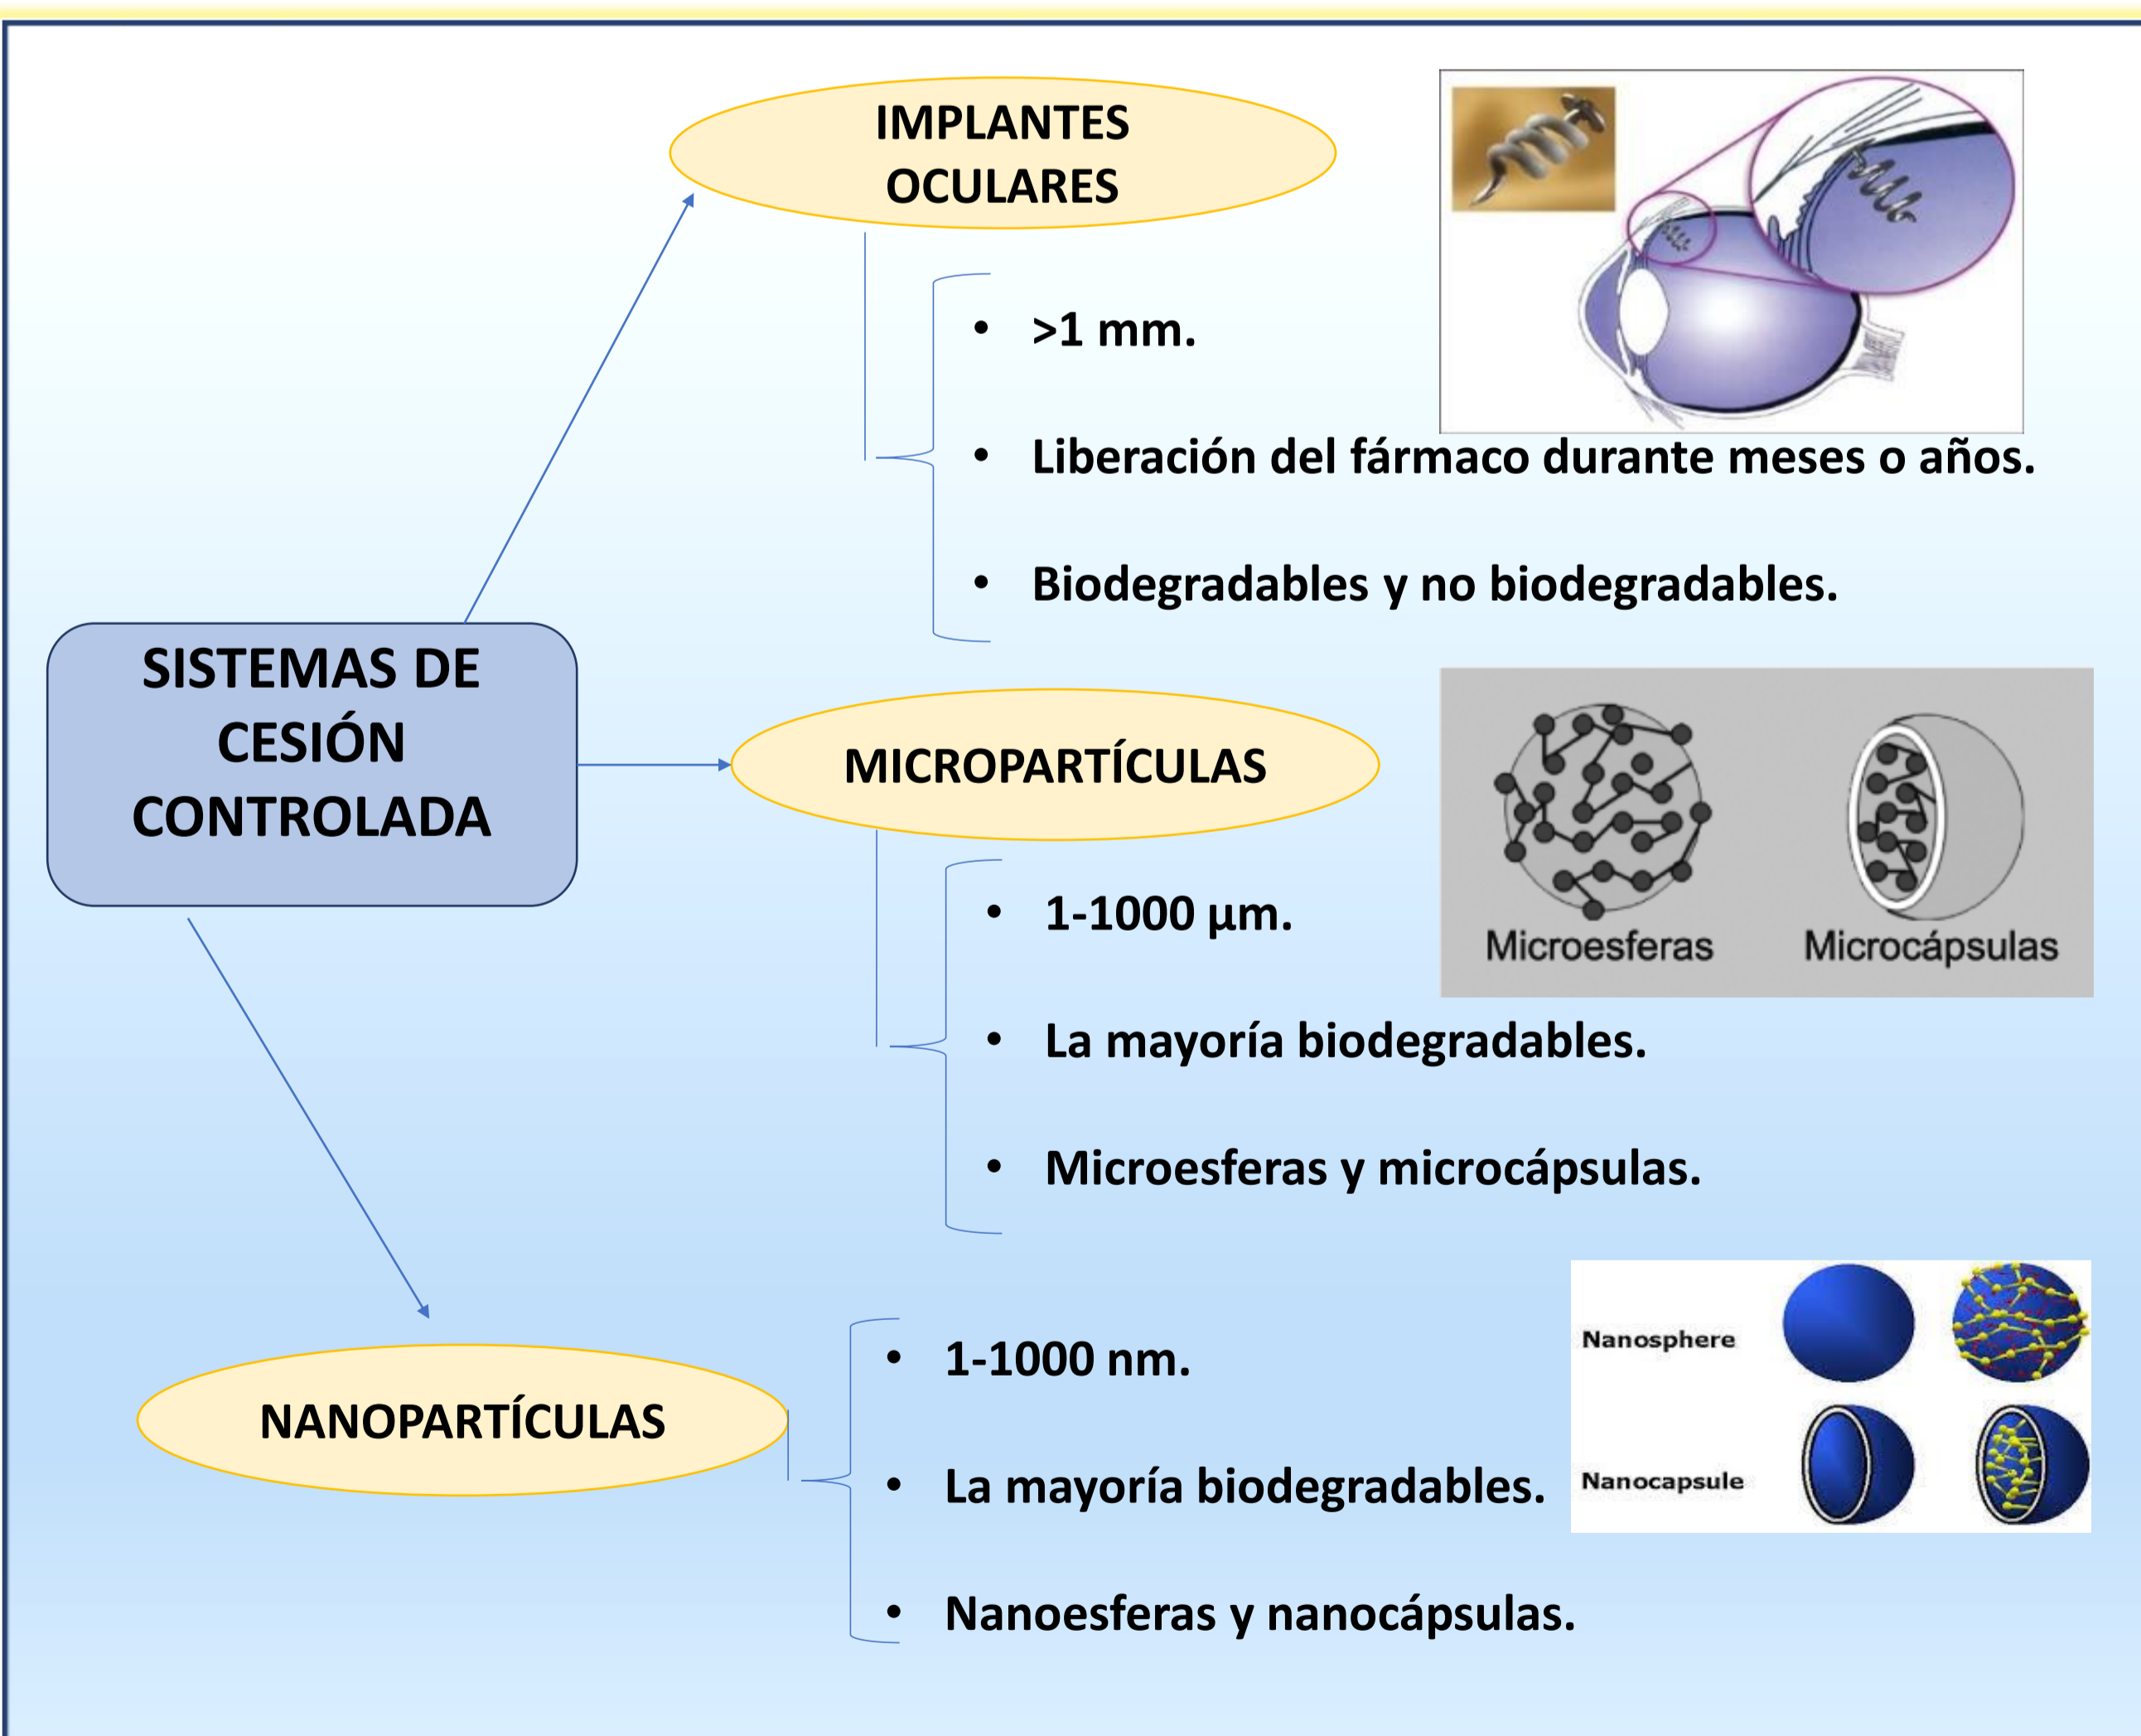 IMPLANTES
OCULARES
• >1 mm.
• Liberación del fármaco durante meses o años.
• Biodegradables y no biodegradables.
SISTEMAS DE
CESIÓN
CONTROLADA
MICROPARTÍCULAS
• 1-1000 µm.
• La mayoría biodegradables.
• Microesferas y microcápsulas.
Microesferas
Microcápsulas
NANOPARTÍCULAS
• 1-1000 nm.
• La mayoría biodegradables.
• Nanoesferas y nanocápsulas.
Nanosphere
Nanocapsule